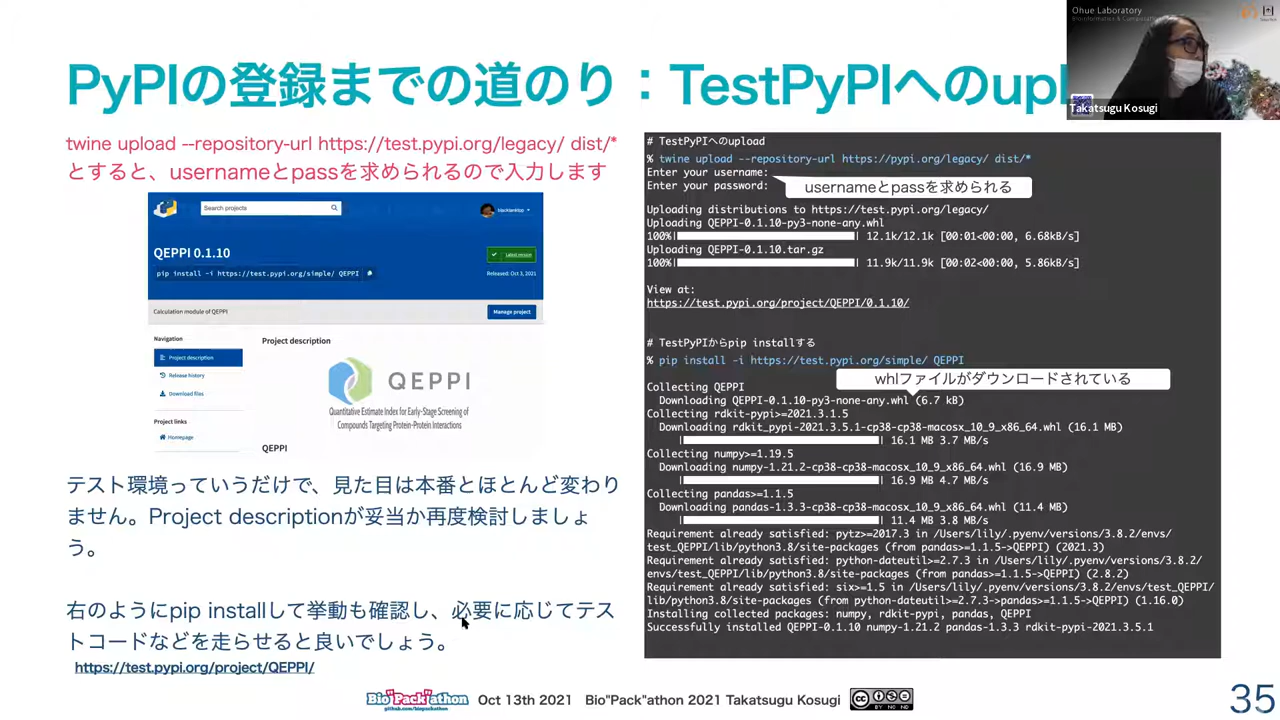 Ohue Laboratory
Takatsugu Kosugi
PyPIの登録までの道のり：TestPyPIへのupl
twine upload --repository-url https://test.pypi.org/legacy/ dist/*
とすると、usernameとpassを求められるので入力します
Search projects
QEPPI 0.1.10
Latest version
pip install -i https://test.pypi.org/simple/ QEPPI
Released: Oct 3, 2021
Calculation module of QEPPI
Manage project
Navigation
Project description
Project description
Release history
QEPPI
Download files
Quantitative Estimate Index for Early-Stage Screening of
Compounds Targeting Protein-Protein Interactions
Project links
Homepage
QEPPI
テスト環境っていうだけで、見た目は本番とほとんど変わり
ません。Project descriptionが妥当か再度検討しましょ
う。
右のようにpip installして挙動も確認し、必要に応じてテス
トコードなどを走らせると良いでしょう。
https://test.pypi.org/project/QEPPI/
# TestPyPIへのupload
% twine upload --repository-url https://pypi.org/legacy/ dist/*
Enter your username:
Enter your password:
usernameとpassを求められる
Uploading distributions to https://test.pypi.org/legacy/
Uploading QEPPI-0.1.10-py3-none-any.whl
100%| | 12.1k/12.1k [00:01<00:00, 6.68kB/s]
Uploading QEPPI-0.1.10.tar.gz
100%| | 11.9k/11.9k [00:02<00:00, 5.86kB/s]
View at:
https://test.pypi.org/project/QEPPI/0.1.10/
# TestPyPIからpip installする
% pip install -i https://test.pypi.org/simple/ QEPPI
whlファイルがダウンロードされている
Collecting QEPPI
Downloading QEPPI-0.1.10-py3-none-any.whl (6.7 kB)
Collecting rdkit-pypi>=2021.3.1.5
Downloading rdkit_pypi-2021.3.5.1-cp38-cp38-macosx_10_9_x86_64.whl (16.1 MB)
| | 16.1 MB 3.7 MB/s
Collecting numpy>=1.19.5
Downloading numpy-1.21.2-cp38-cp38-macosx_10_9_x86_64.whl (16.9 MB)
| | 16.9 MB 4.7 MB/s
Collecting pandas>=1.1.5
Downloading pandas-1.3.3-cp38-cp38-macosx_10_9_x86_64.whl (11.4 MB)
| | 11.4 MB 3.8 MB/s
Requirement already satisfied: pytz>=2017.3 in /Users/lily/.pyenv/versions/3.8.2/envs/
test_QEPPI/lib/python3.8/site-packages (from pandas>=1.1.5->QEPPI) (2021.3)
Requirement already satisfied: python-dateutil>=2.7.3 in /Users/lily/.pyenv/versions/3.8.2/
envs/test_QEPPI/lib/python3.8/site-packages (from pandas>=1.1.5->QEPPI) (2.8.2)
Requirement already satisfied: six>=1.5 in /Users/lily/.pyenv/versions/3.8.2/envs/test_QEPPI/
lib/python3.8/site-packages (from python-dateutil>=2.7.3->pandas>=1.1.5->QEPPI) (1.16.0)
Installing collected packages: numpy, rdkit-pypi, pandas, QEPPI
Successfully installed QEPPI-0.1.10 numpy-1.21.2 pandas-1.3.3 rdkit-pypi-2021.3.5.1
Bio"Pack"athon
github.com/biopackathon
Oct 13th 2021 Bio"Pack"athon 2021 Takatsugu Kosugi
BY NC ND
35